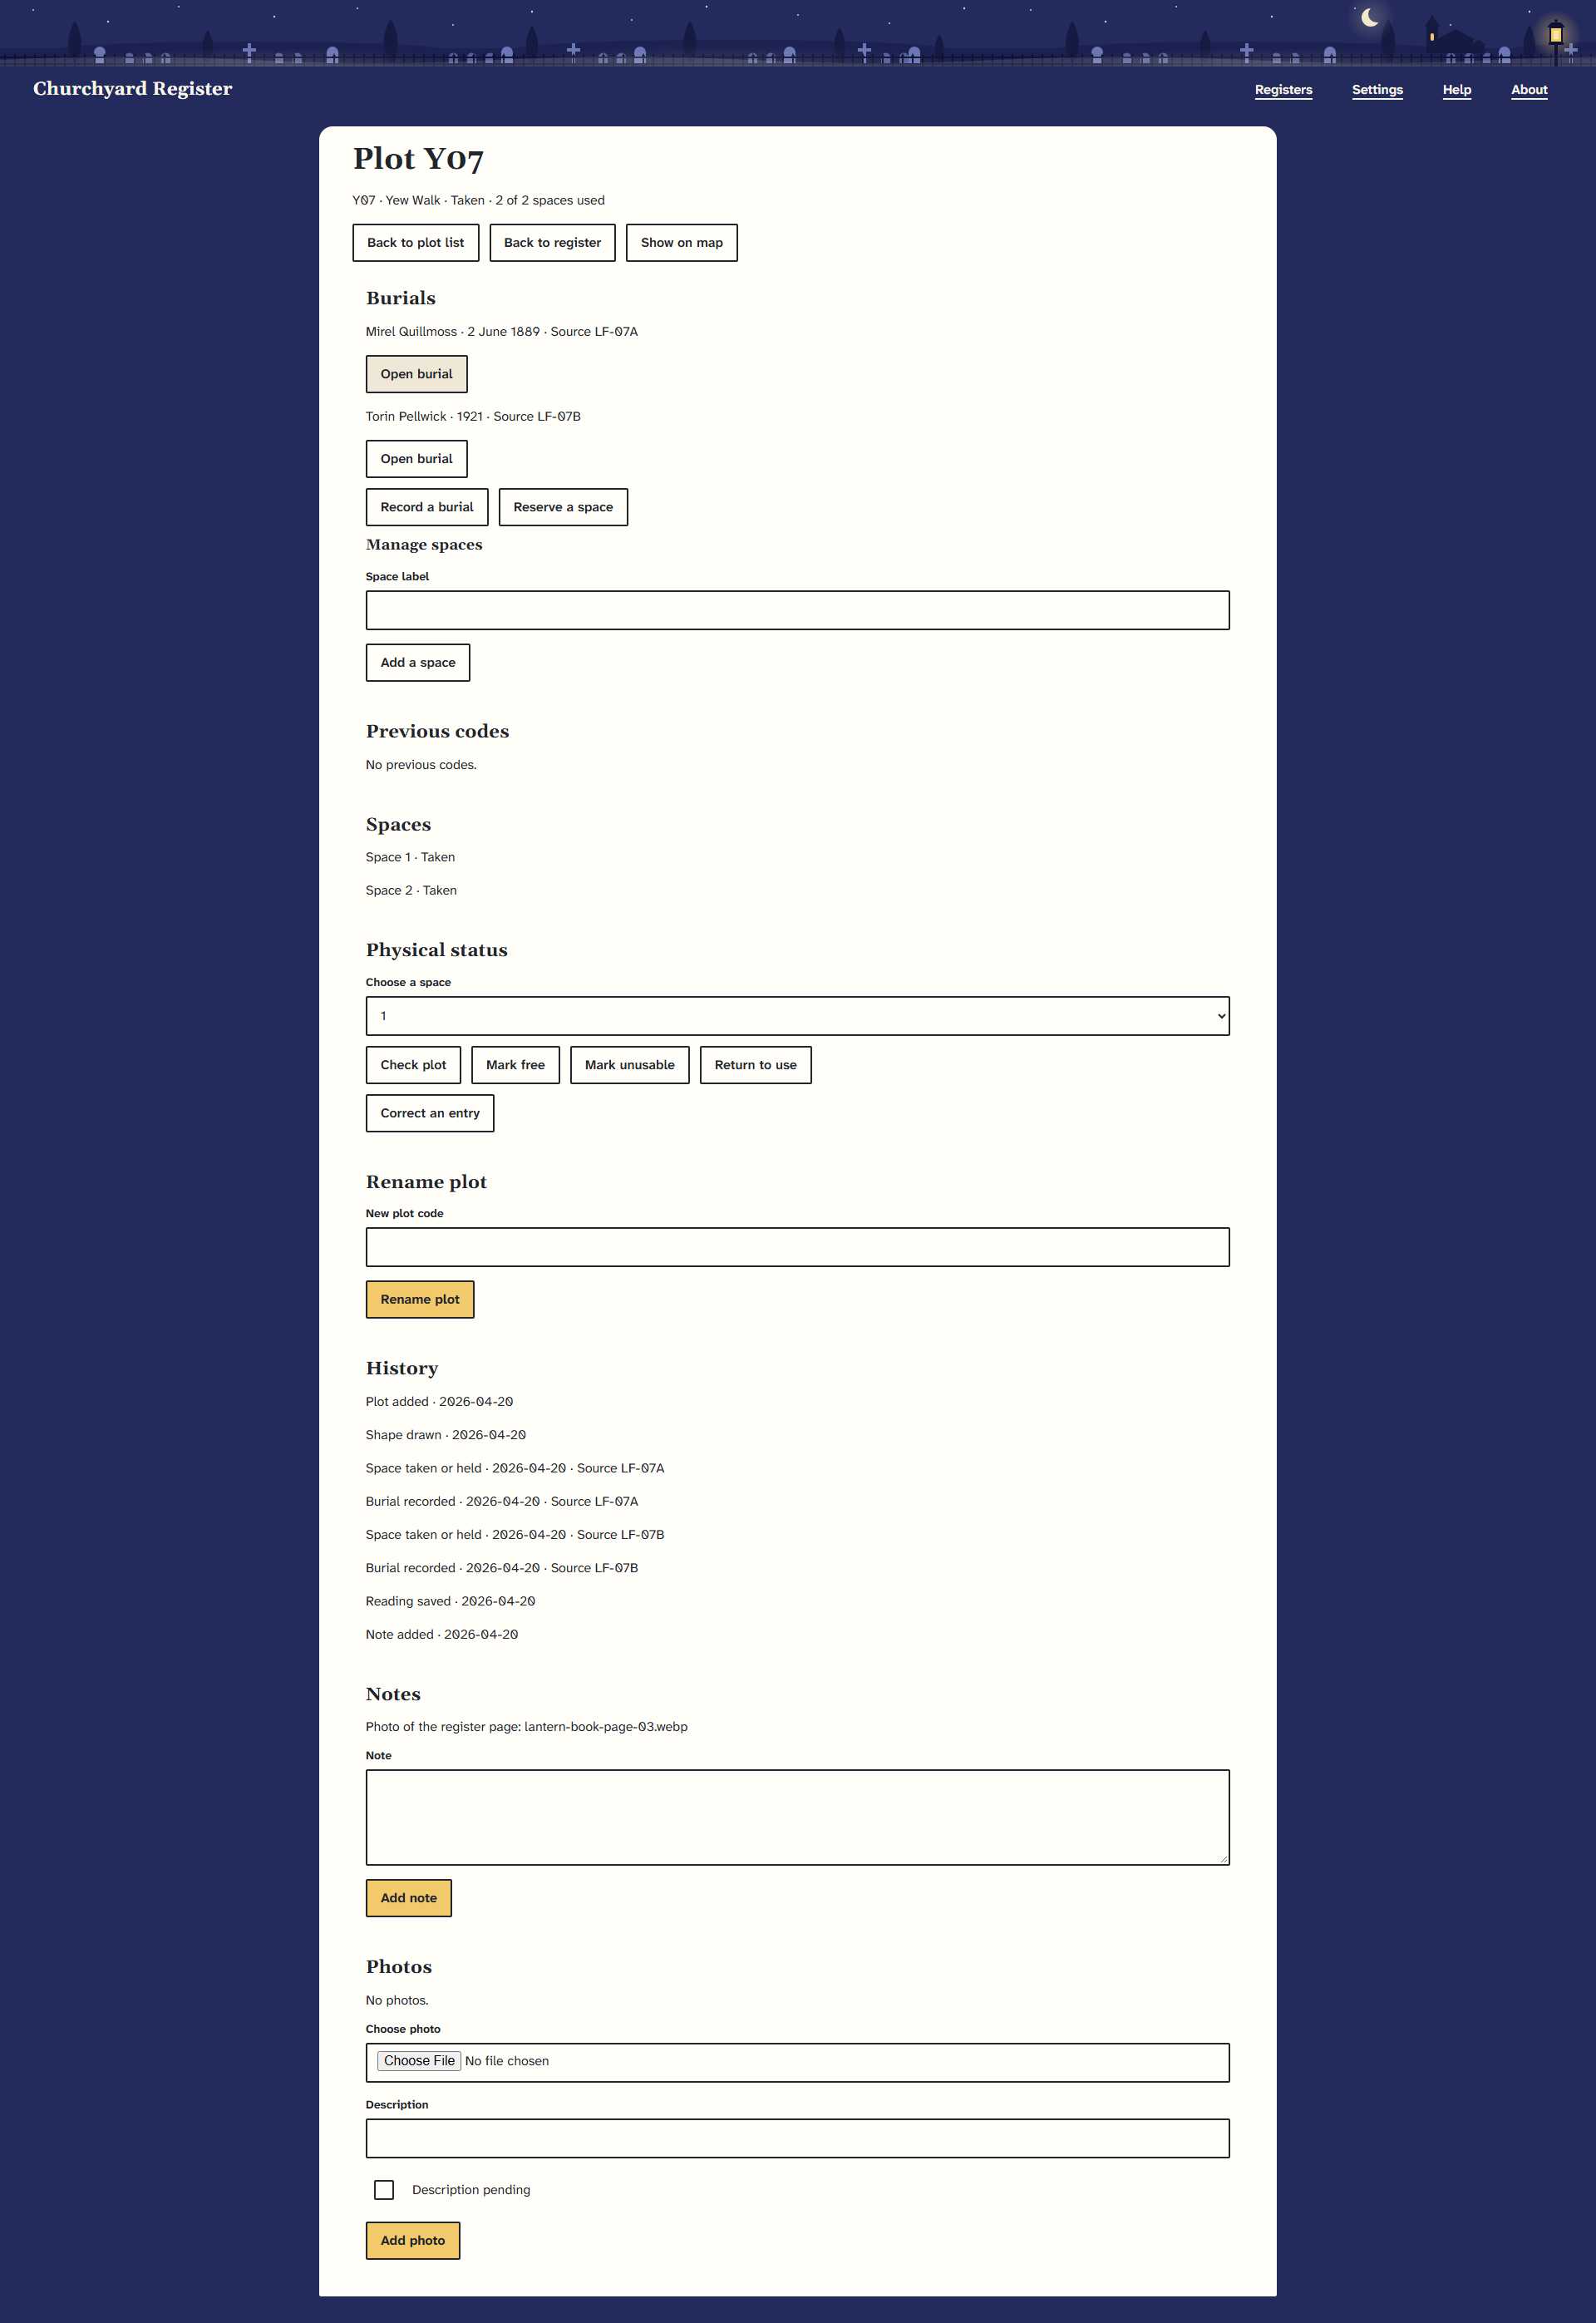 Churchyard Register
Registers Settings Help About
Plot Y07
Y07 · Yew Walk · Taken · 2 of 2 spaces used
Back to plot list Back to register Show on map
Burials
Mirel Quillmoss · 2 June 1889 · Source LF-07A
Open burial
Torin Pellwick · 1921 · Source LF-07B
Open burial
Record a burial Reserve a space
Manage spaces
Space label
Add a space
Previous codes
No previous codes.
Spaces
Space 1 · Taken
Space 2 · Taken
Physical status
Choose a space
1
Check plot Mark free Mark unusable Return to use
Correct an entry
Rename plot
New plot code
Rename plot
History
Plot added · 2026-04-20
Shape drawn · 2026-04-20
Space taken or held · 2026-04-20 · Source LF-07A
Burial recorded · 2026-04-20 · Source LF-07A
Space taken or held · 2026-04-20 · Source LF-07B
Burial recorded · 2026-04-20 · Source LF-07B
Reading saved · 2026-04-20
Note added · 2026-04-20
Notes
Photo of the register page: lantern-book-page-03.webp
Note
Add note
Photos
No photos.
Choose photo
Choose File No file chosen
Description
Description pending
Add photo